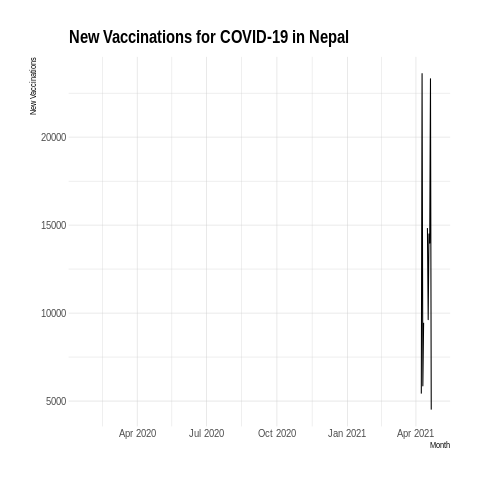 New Vaccinations for COVID-19 in Nepal
New Vaccinations
20000
15000
10000
5000
Apr 2020 Jul 2020 Oct 2020 Jan 2021 Apr 2021
Month